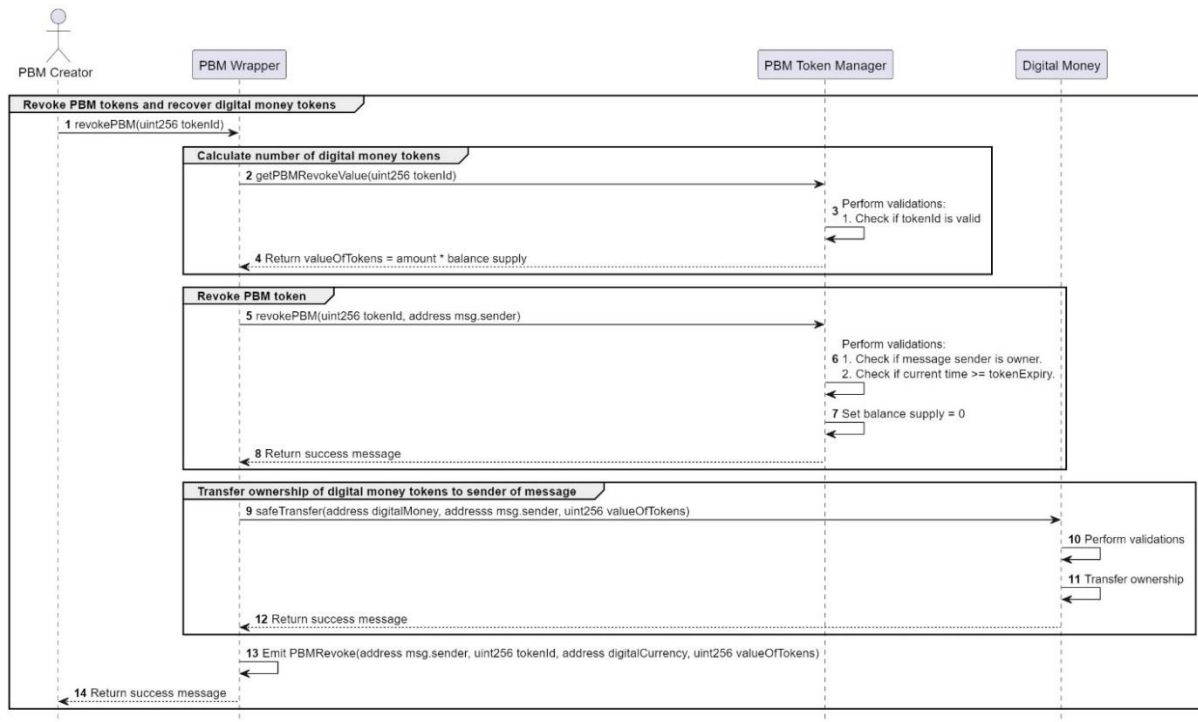 PBM Creator
PBM Wrapper
PBM Token Manager
Digital Money
Revoke PBM tokens and recover digital money tokens
1 revokePBM(uint256 tokenId)
Calculate number of digital money tokens
2 getPBMRevokeValue(uint256 tokenId)
3 Perform validations:
1. Check if tokenId is valid
4 Return valueOfTokens = amount * balance supply
Revoke PBM token
5 revokePBM(uint256 tokenId, address msg.sender)
Perform validations:
6 1. Check if message sender is owner.
2. Check if current time >= tokenExpiry.
7 Set balance supply = 0
8 Return success message
Transfer ownership of digital money tokens to sender of message
9 safeTransfer(address digitalMoney, addresss msg.sender, uint256 valueOfTokens)
10 Perform validations
11 Transfer ownership
12 Return success message
13 Emit PBMRevoke(address msg.sender, uint256 tokenId, address digitalCurrency, uint256 valueOfTokens)
14 Return success message